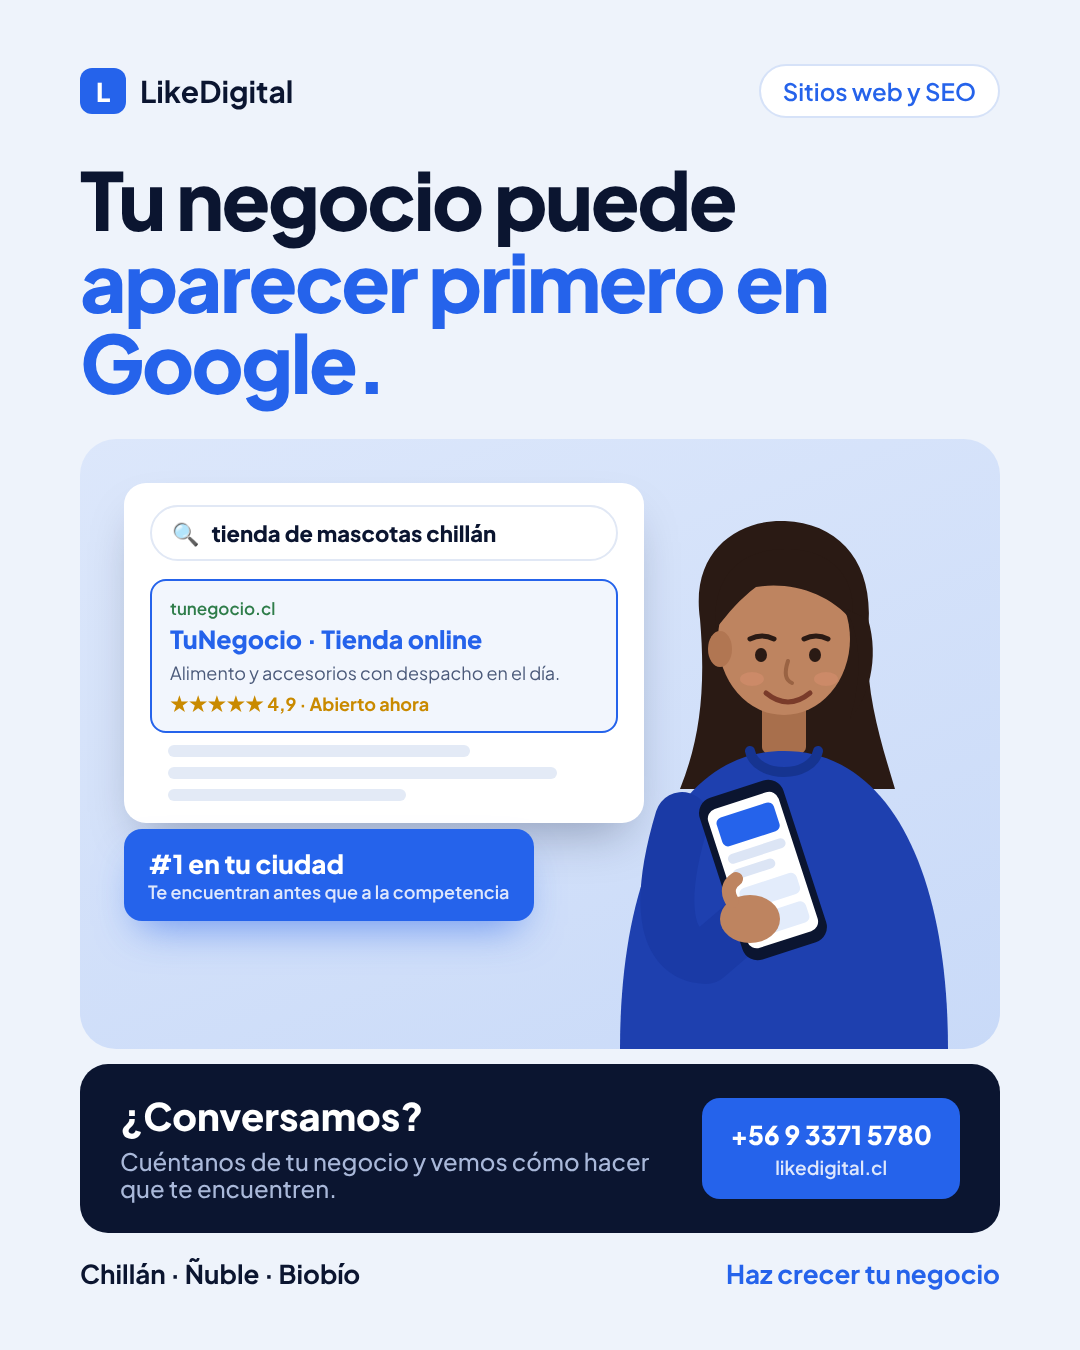 L LikeDigital
Sitios web y SEO
Tu negocio puede
aparecer primero en
Google.
tienda de mascotas chillán
tunegocio.cl
TuNegocio · Tienda online
Alimento y accesorios con despacho en el día.
★★★★★ 4,9 · Abierto ahora
#1 en tu ciudad
Te encuentran antes que a la competencia
¿Conversamos?
Cuéntanos de tu negocio y vemos cómo hacer
que te encuentren.
+56 9 3371 5780
likedigital.cl
Chillán · Ñuble · Biobío
Haz crecer tu negocio